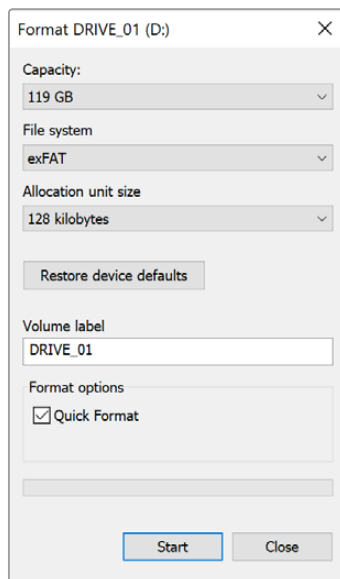 Format DRIVE_01 (D:)
Capacity:
119 GB
File system
exFAT
Allocation unit size
128 kilobytes
Restore device defaults
Volume label
DRIVE_01
Format options
Quick Format
Start
Close